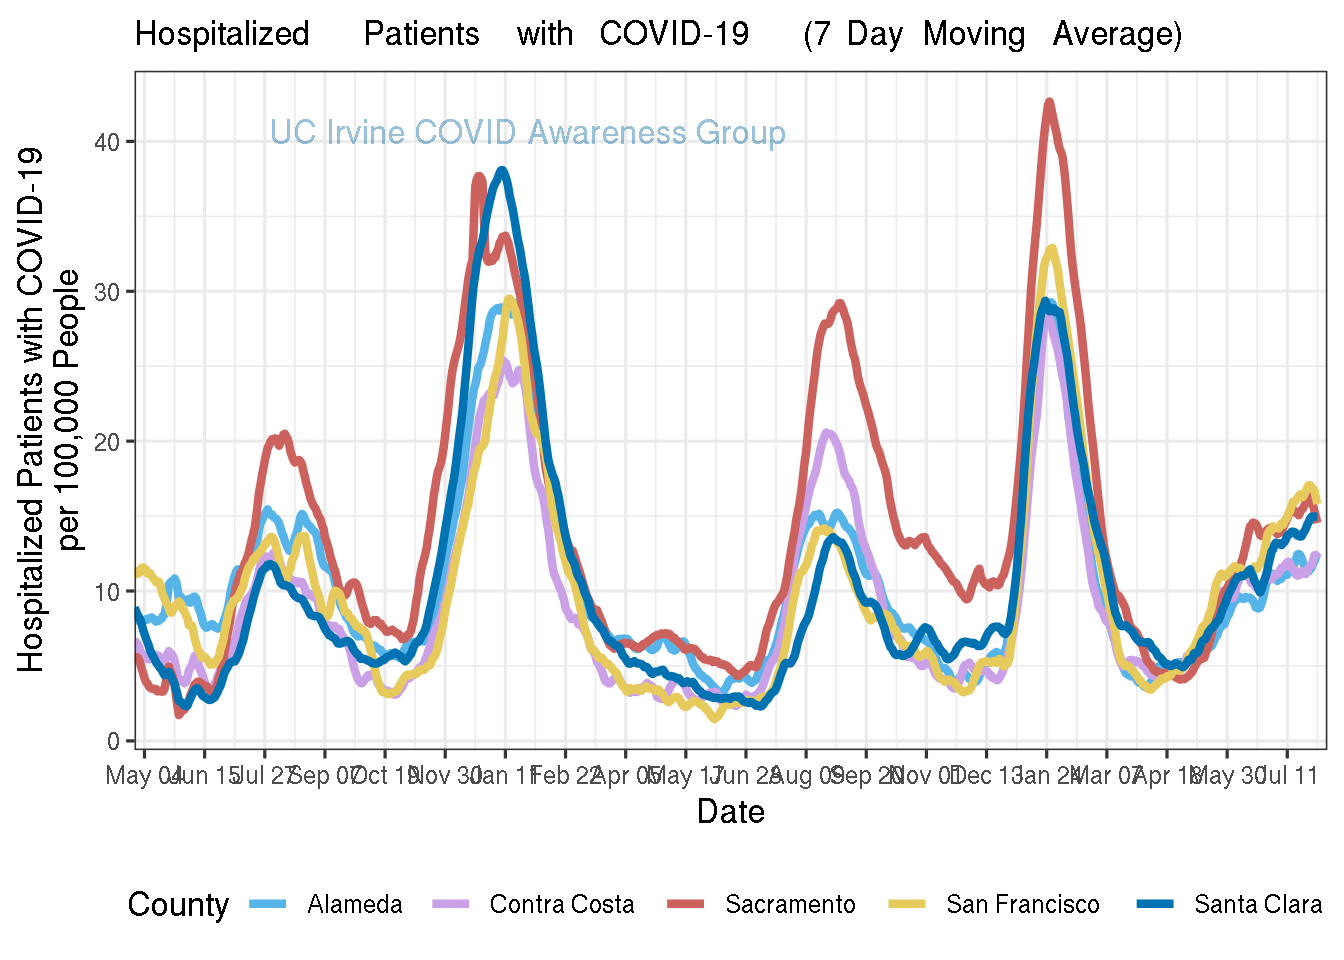 Hospitalized Patients with COVID-19 (7 Day Moving Average)
UC Irvine COVID Awareness Group
Hospitalized Patients with COVID-19
per 100,000 People
40
30
20
10
0
May 04 Jun 15 Jul 27 Sep 07 Oct 19 Nov 30 Jan 11 Feb 22 Apr 05 May 17 Jun 28 Aug 09 Sep 20 Nov 01 Dec 13 Jan 24 Mar 07 Apr 18 May 30 Jul 11
Date
County Alameda Contra Costa Sacramento San Francisco Santa Clara